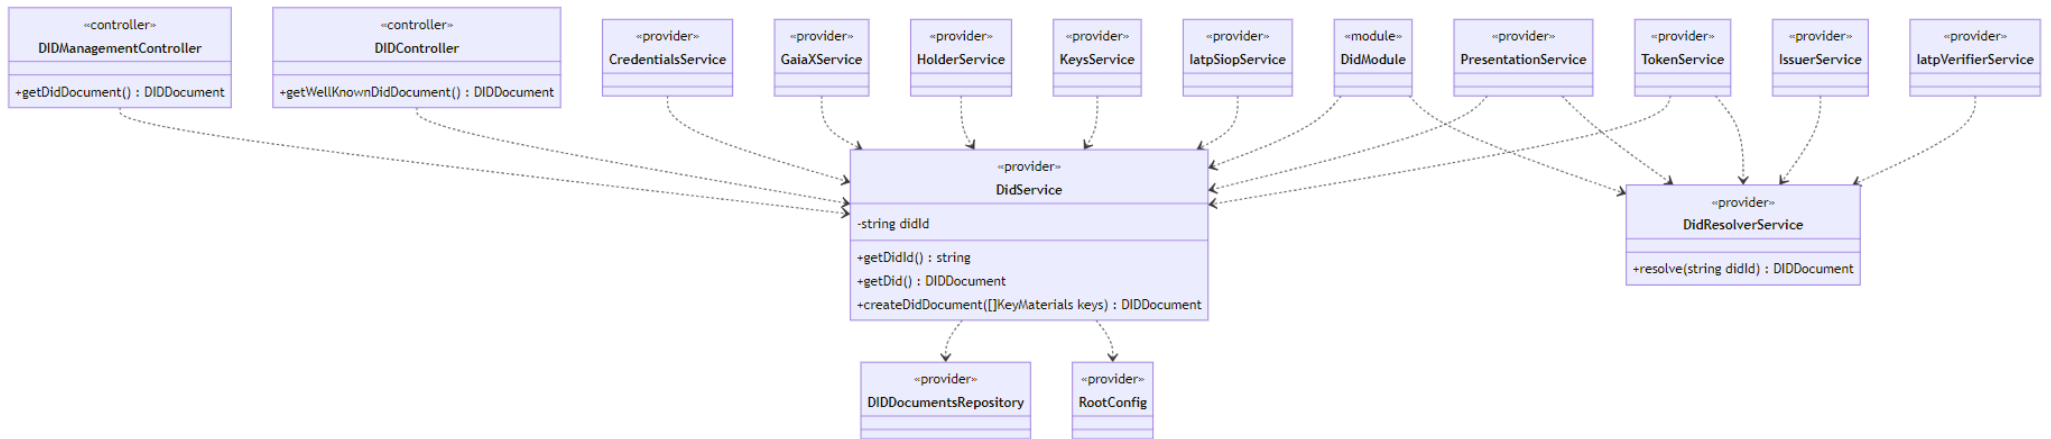 «controller»
DIDManagementController
+getDidDocument() : DIDDocument
«controller»
DIDController
+getWellKnownDidDocument() : DIDDocument
«provider»
CredentialsService
«provider»
GaiaXService
«provider»
HolderService
«provider»
KeysService
«provider»
IatpSiopService
«module»
DidModule
«provider»
PresentationService
«provider»
TokenService
«provider»
IssuerService
«provider»
IatpVerifierService
«provider»
DidService
-string didId
+getDidId() : string
+getDid() : DIDDocument
+createDidDocument([]KeyMaterials keys) : DIDDocument
«provider»
DidResolverService
+resolve(string didId) : DIDDocument
«provider»
DIDDocumentsRepository
«provider»
RootConfig